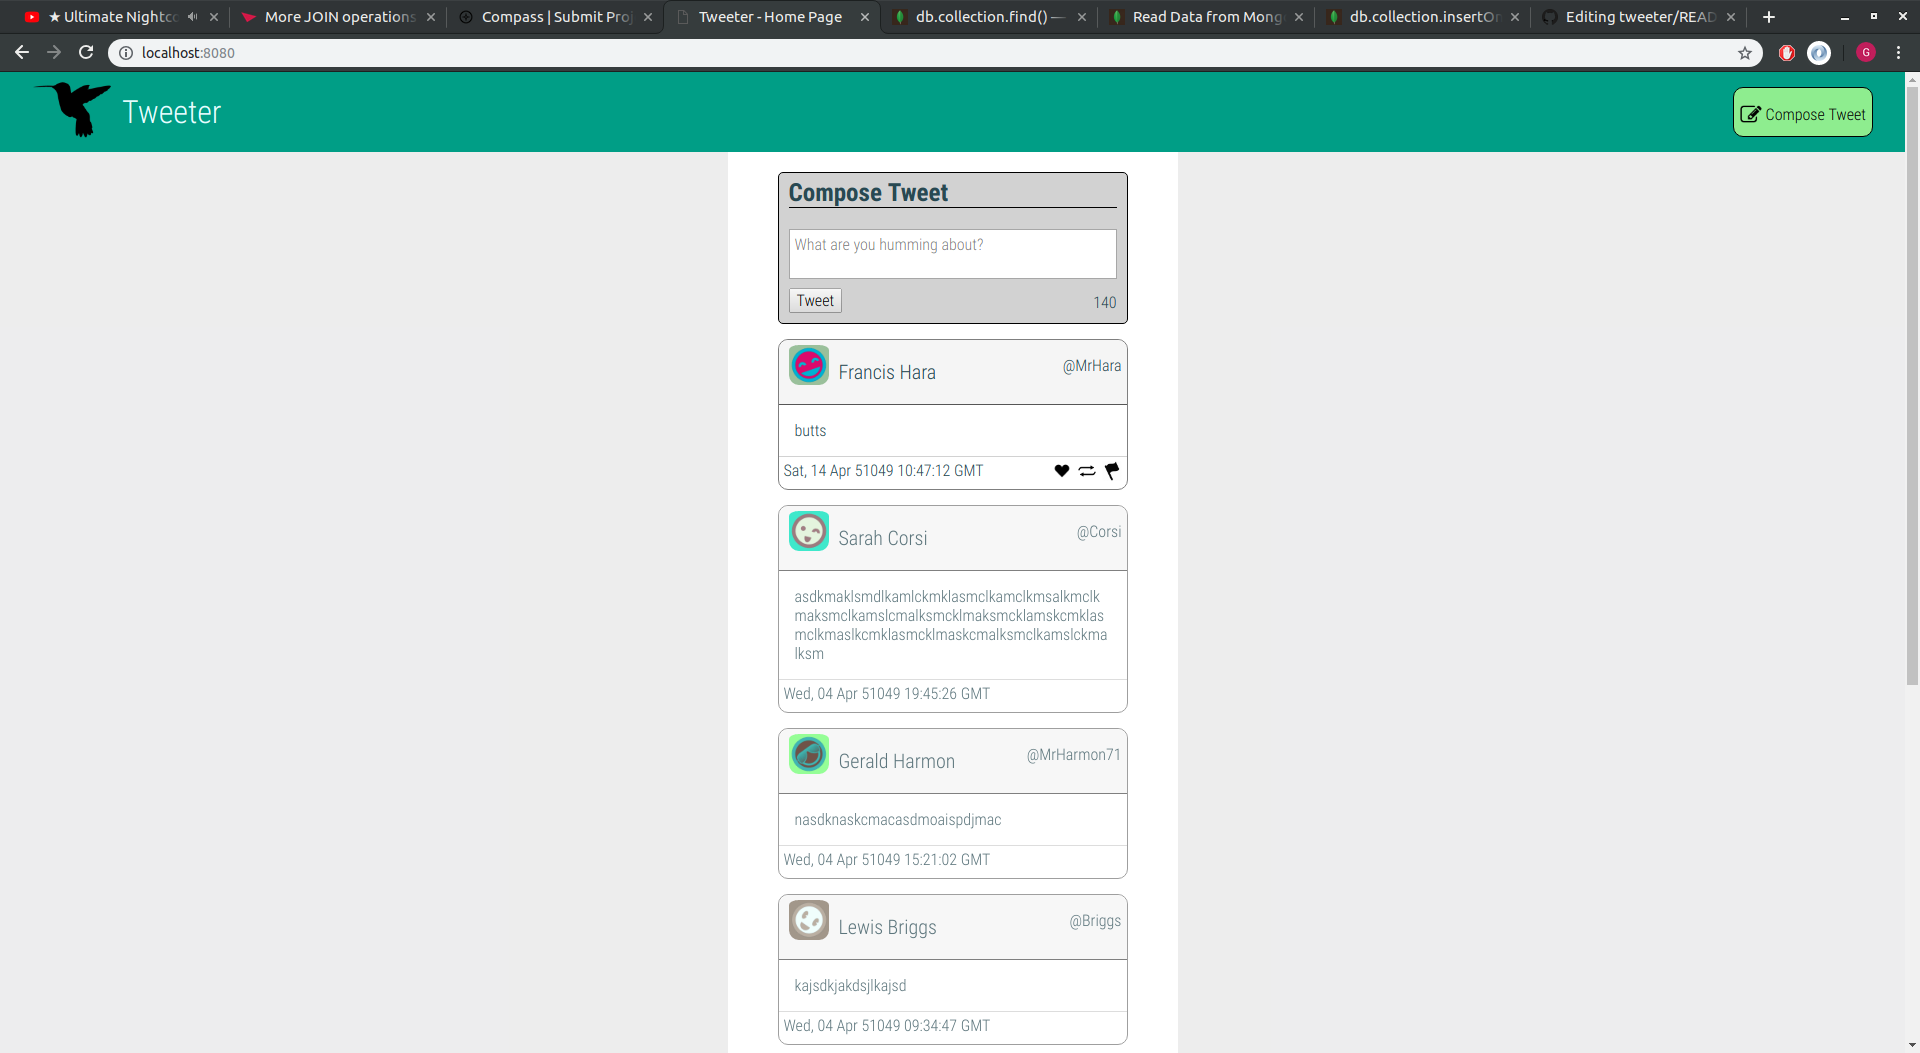 ★ Ultimate Nightco
More JOIN operations
Compass | Submit Proj
Tweeter - Home Page
db.collection.find() —
Read Data from Mong
db.collection.insertOn
Editing tweeter/READ
localhost:8080
G
Tweeter
Compose Tweet
Compose Tweet
What are you humming about?
Tweet
140
Francis Hara
@MrHara
butts
Sat, 14 Apr 51049 10:47:12 GMT
Sarah Corsi
@Corsi
asdkmaklsmdlkamlckmklasmclkamclkmsalkmclk
maksmclkamslcmalksmcklmaksmcklamskcmklas
mclkmaslkcmklasmcklmaskcmalksmclkamslckma
lksm
Wed, 04 Apr 51049 19:45:26 GMT
Gerald Harmon
@MrHarmon71
nasdknaskcmacasdmoaispdjmac
Wed, 04 Apr 51049 15:21:02 GMT
Lewis Briggs
@Briggs
kajsdkjakdsjlkajsd
Wed, 04 Apr 51049 09:34:47 GMT